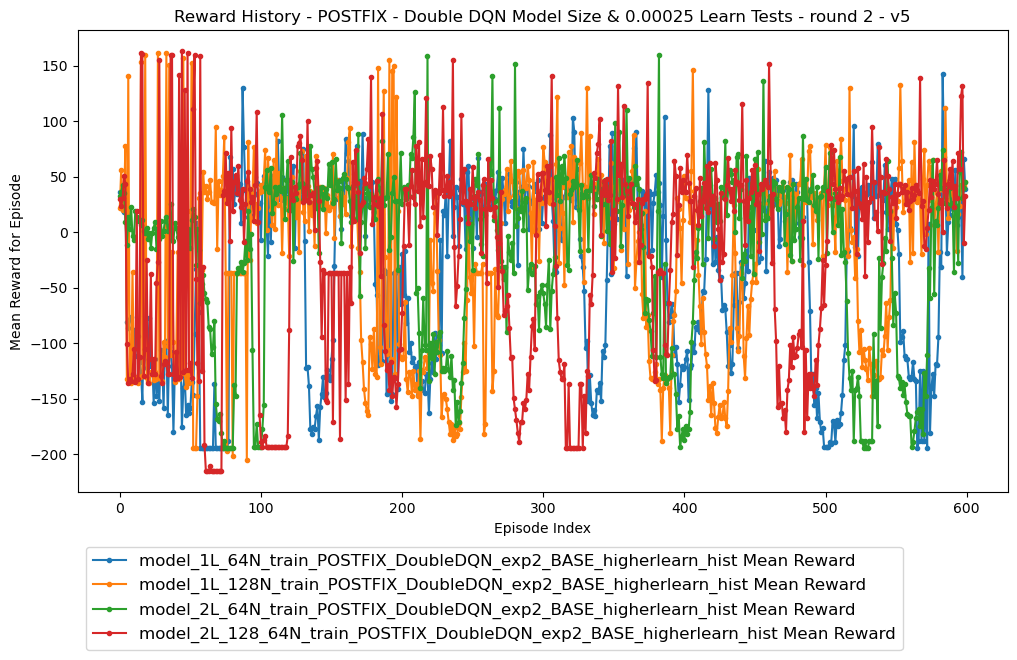 Reward History - POSTFIX - Double DQN Model Size & 0.00025 Learn Tests - round 2 - v5
Mean Reward for Episode
150
100
50
0
−50
−100
−150
−200
0 100 200 300 400 500 600
Episode Index
model_1L_64N_train_POSTFIX_DoubleDQN_exp2_BASE_higherlearn_hist Mean Reward
model_1L_128N_train_POSTFIX_DoubleDQN_exp2_BASE_higherlearn_hist Mean Reward
model_2L_64N_train_POSTFIX_DoubleDQN_exp2_BASE_higherlearn_hist Mean Reward
model_2L_128_64N_train_POSTFIX_DoubleDQN_exp2_BASE_higherlearn_hist Mean Reward